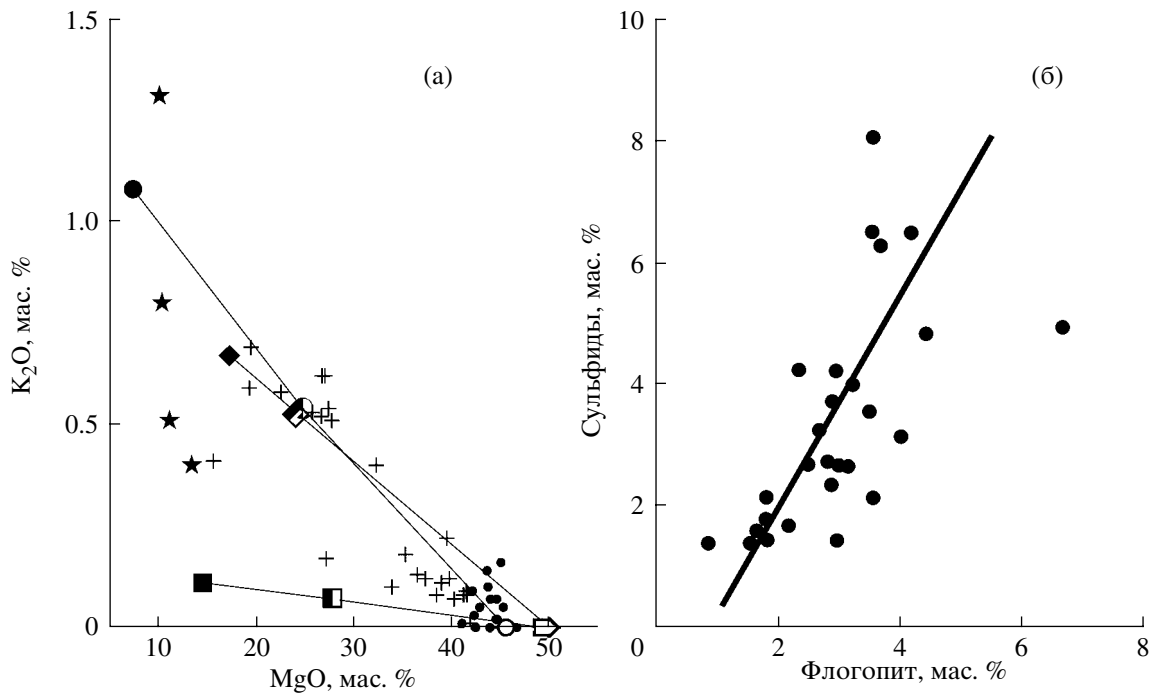 1.5
1.0
0.5
0
K₂O, мас. %
(а)
10 20 30 40 50
MgO, мас. %
10
8
6
4
2
0
Сульфиды, мас. %
(б)
2 4 6 8
Флогопит, мас. %